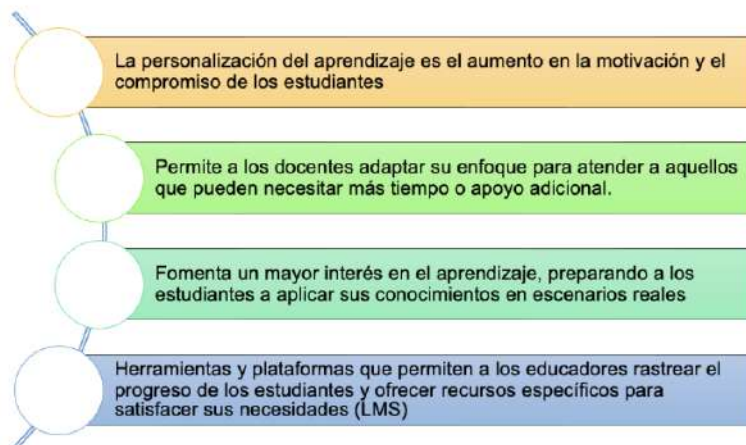 La personalización del aprendizaje es el aumento en la motivación y el
compromiso de los estudiantes
Permite a los docentes adaptar su enfoque para atender a aquellos
que pueden necesitar más tiempo o apoyo adicional.
Fomenta un mayor interés en el aprendizaje, preparando a los
estudiantes a aplicar sus conocimientos en escenarios reales
Herramientas y plataformas que permiten a los educadores rastrear el
progreso de los estudiantes y ofrecer recursos específicos para
satisfacer sus necesidades (LMS)